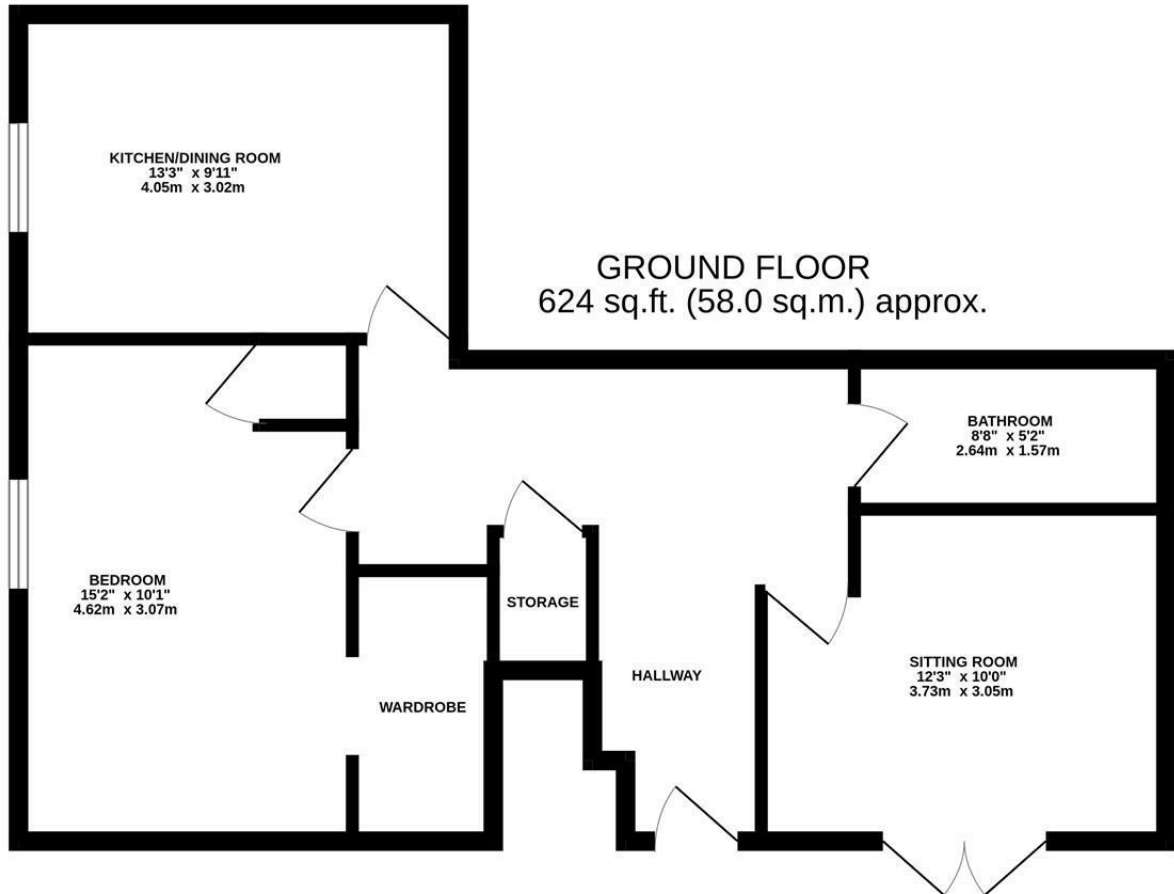 KITCHEN/DINING ROOM
13'3" x 9'11"
4.05m x 3.02m
GROUND FLOOR
624 sq.ft. (58.0 sq.m.) approx.
BATHROOM
8'8" x 5'2"
2.64m x 1.57m
BEDROOM
15'2" x 10'1"
4.62m x 3.07m
STORAGE
HALLWAY
SITTING ROOM
12'3" x 10'0"
3.73m x 3.05m
WARDROBE